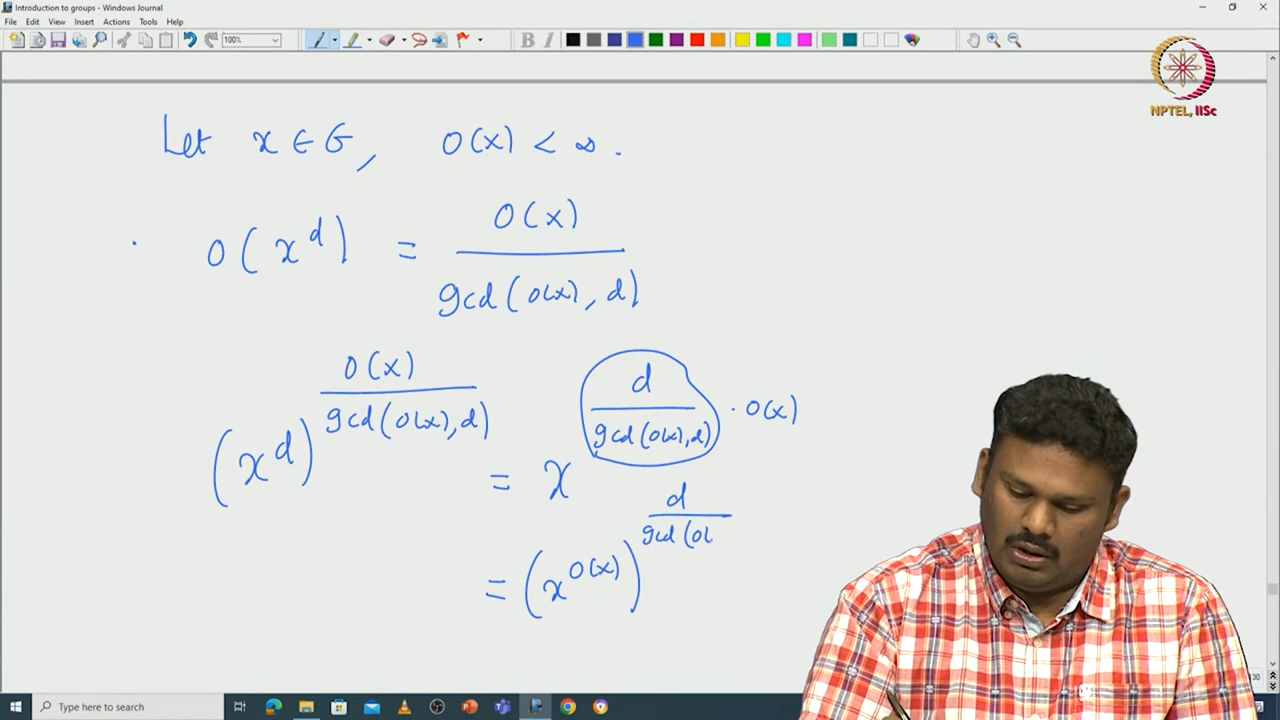 Introduction to groups - Windows Journal
File Edit View Insert Actions Tools Help
100%
B I
NPTEL, IISc
Let x ∈ G, O(x) < ∞.
O(x^d) = O(x) / gcd(O(x), d)
(x^d)^(O(x) / gcd(O(x), d)) = x^(d / gcd(O(x), d) · O(x))
= (x^O(x))^(d / gcd(O(
130
Type here to search